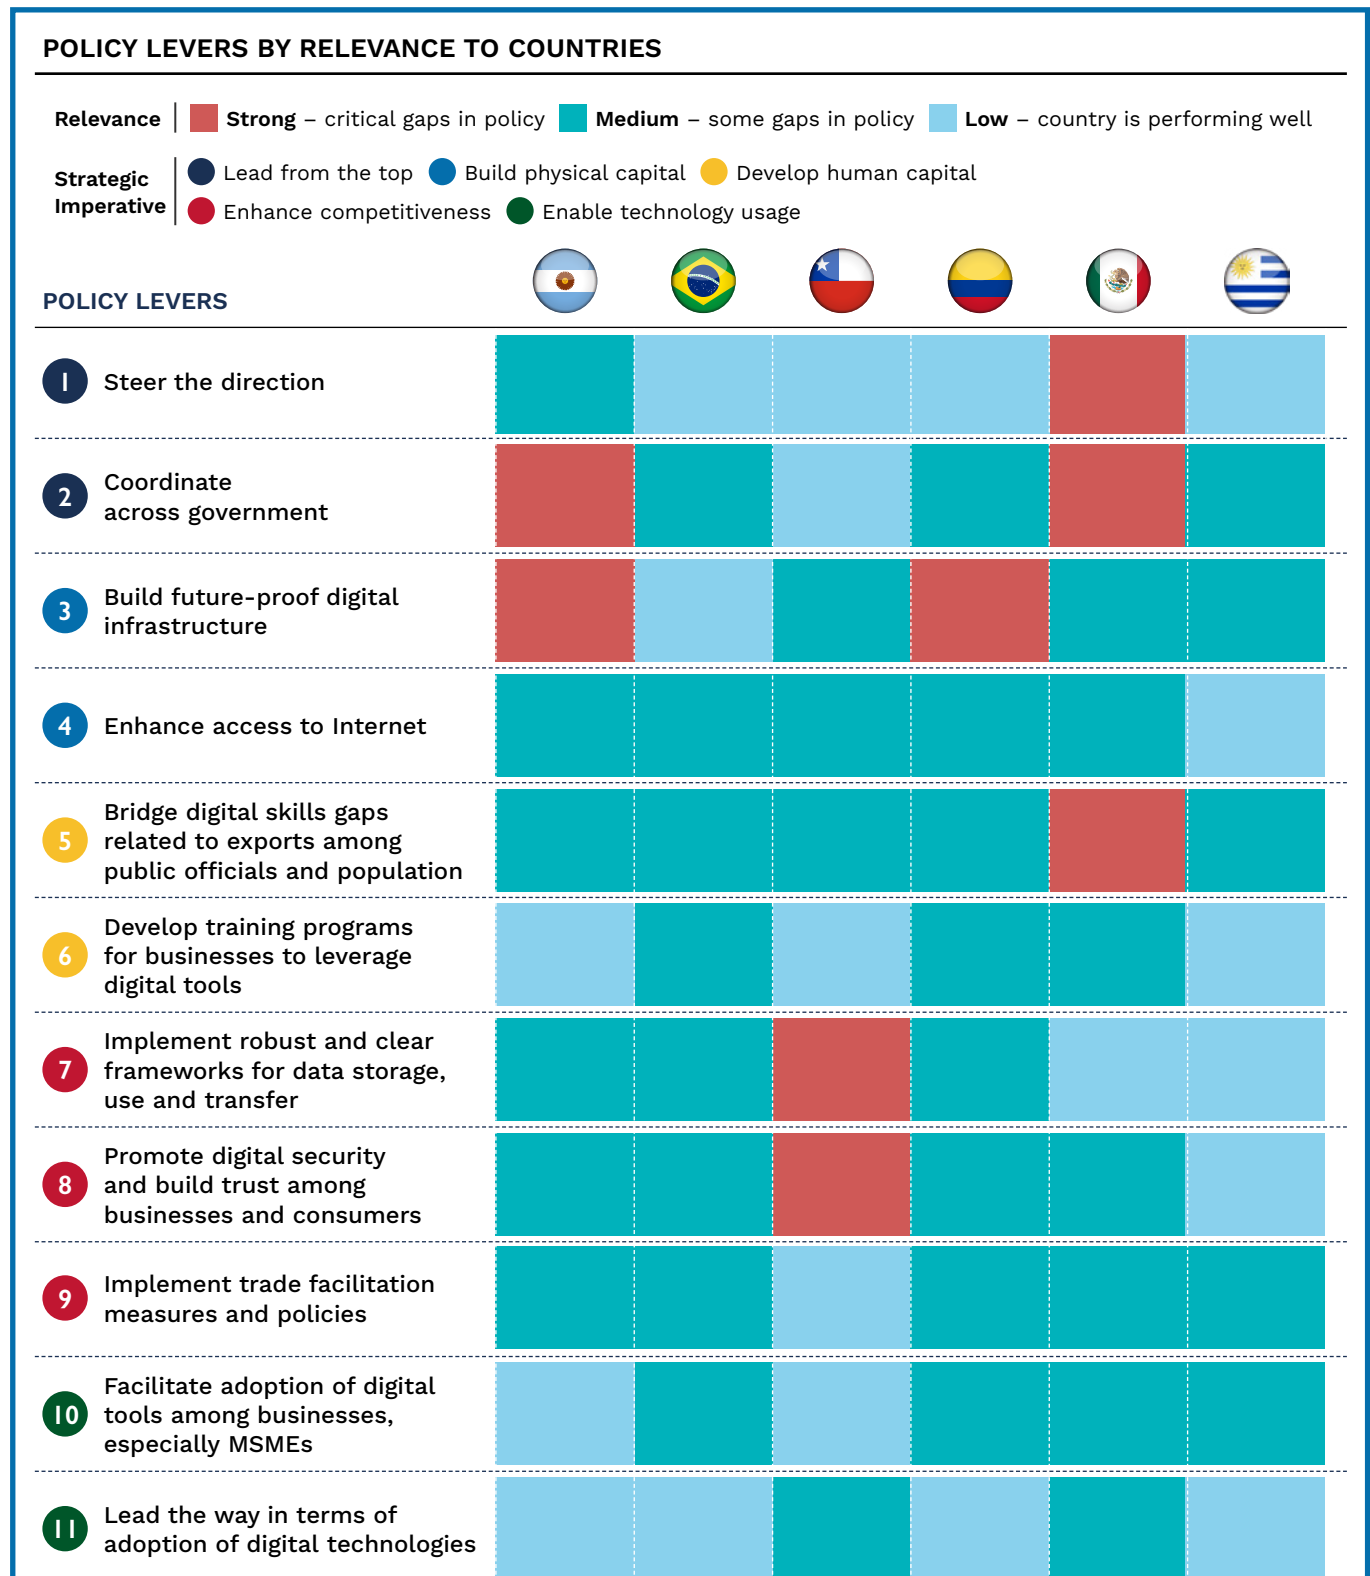 POLICY LEVERS BY RELEVANCE TO COUNTRIES
Relevance
Strong – critical gaps in policy
Medium – some gaps in policy
Low – country is performing well
Strategic
Imperative
Lead from the top
Build physical capital
Develop human capital
Enhance competitiveness
Enable technology usage
POLICY LEVERS
1
Steer the direction
2
Coordinate
across government
3
Build future-proof digital
infrastructure
4
Enhance access to Internet
5
Bridge digital skills gaps
related to exports among
public officials and population
6
Develop training programs
for businesses to leverage
digital tools
7
Implement robust and clear
frameworks for data storage,
use and transfer
8
Promote digital security
and build trust among
businesses and consumers
9
Implement trade facilitation
measures and policies
10
Facilitate adoption of digital
tools among businesses,
especially MSMEs
11
Lead the way in terms of
adoption of digital technologies